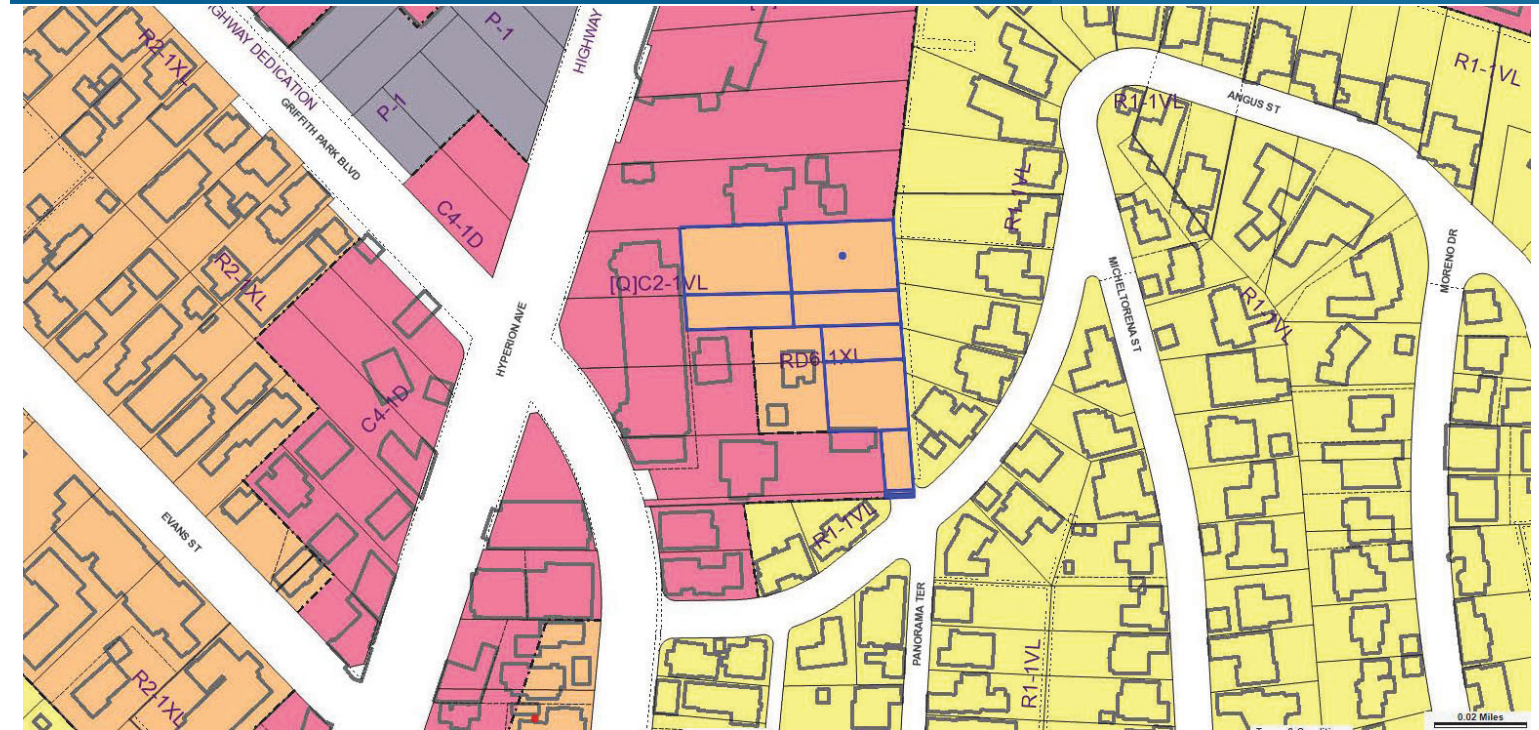 P-1
HIGHWAY
R2-1XL
HIGHWAY DEDICATION
P-1
GRIFFITH PARK BLVD
R1-1VL
R1-1VL
ANGUS ST
C4-1D
R1-1VL
R2-1XL
[Q]C2-1VL
MICHELTORENA ST
MORENO DR
R1-1VL
HYPERION AVE
RD6-1XL
C4-1D
EVANS ST
R1-1VL
PANORAMA TER
R1-1VL
R2-1XL
0.02 Miles